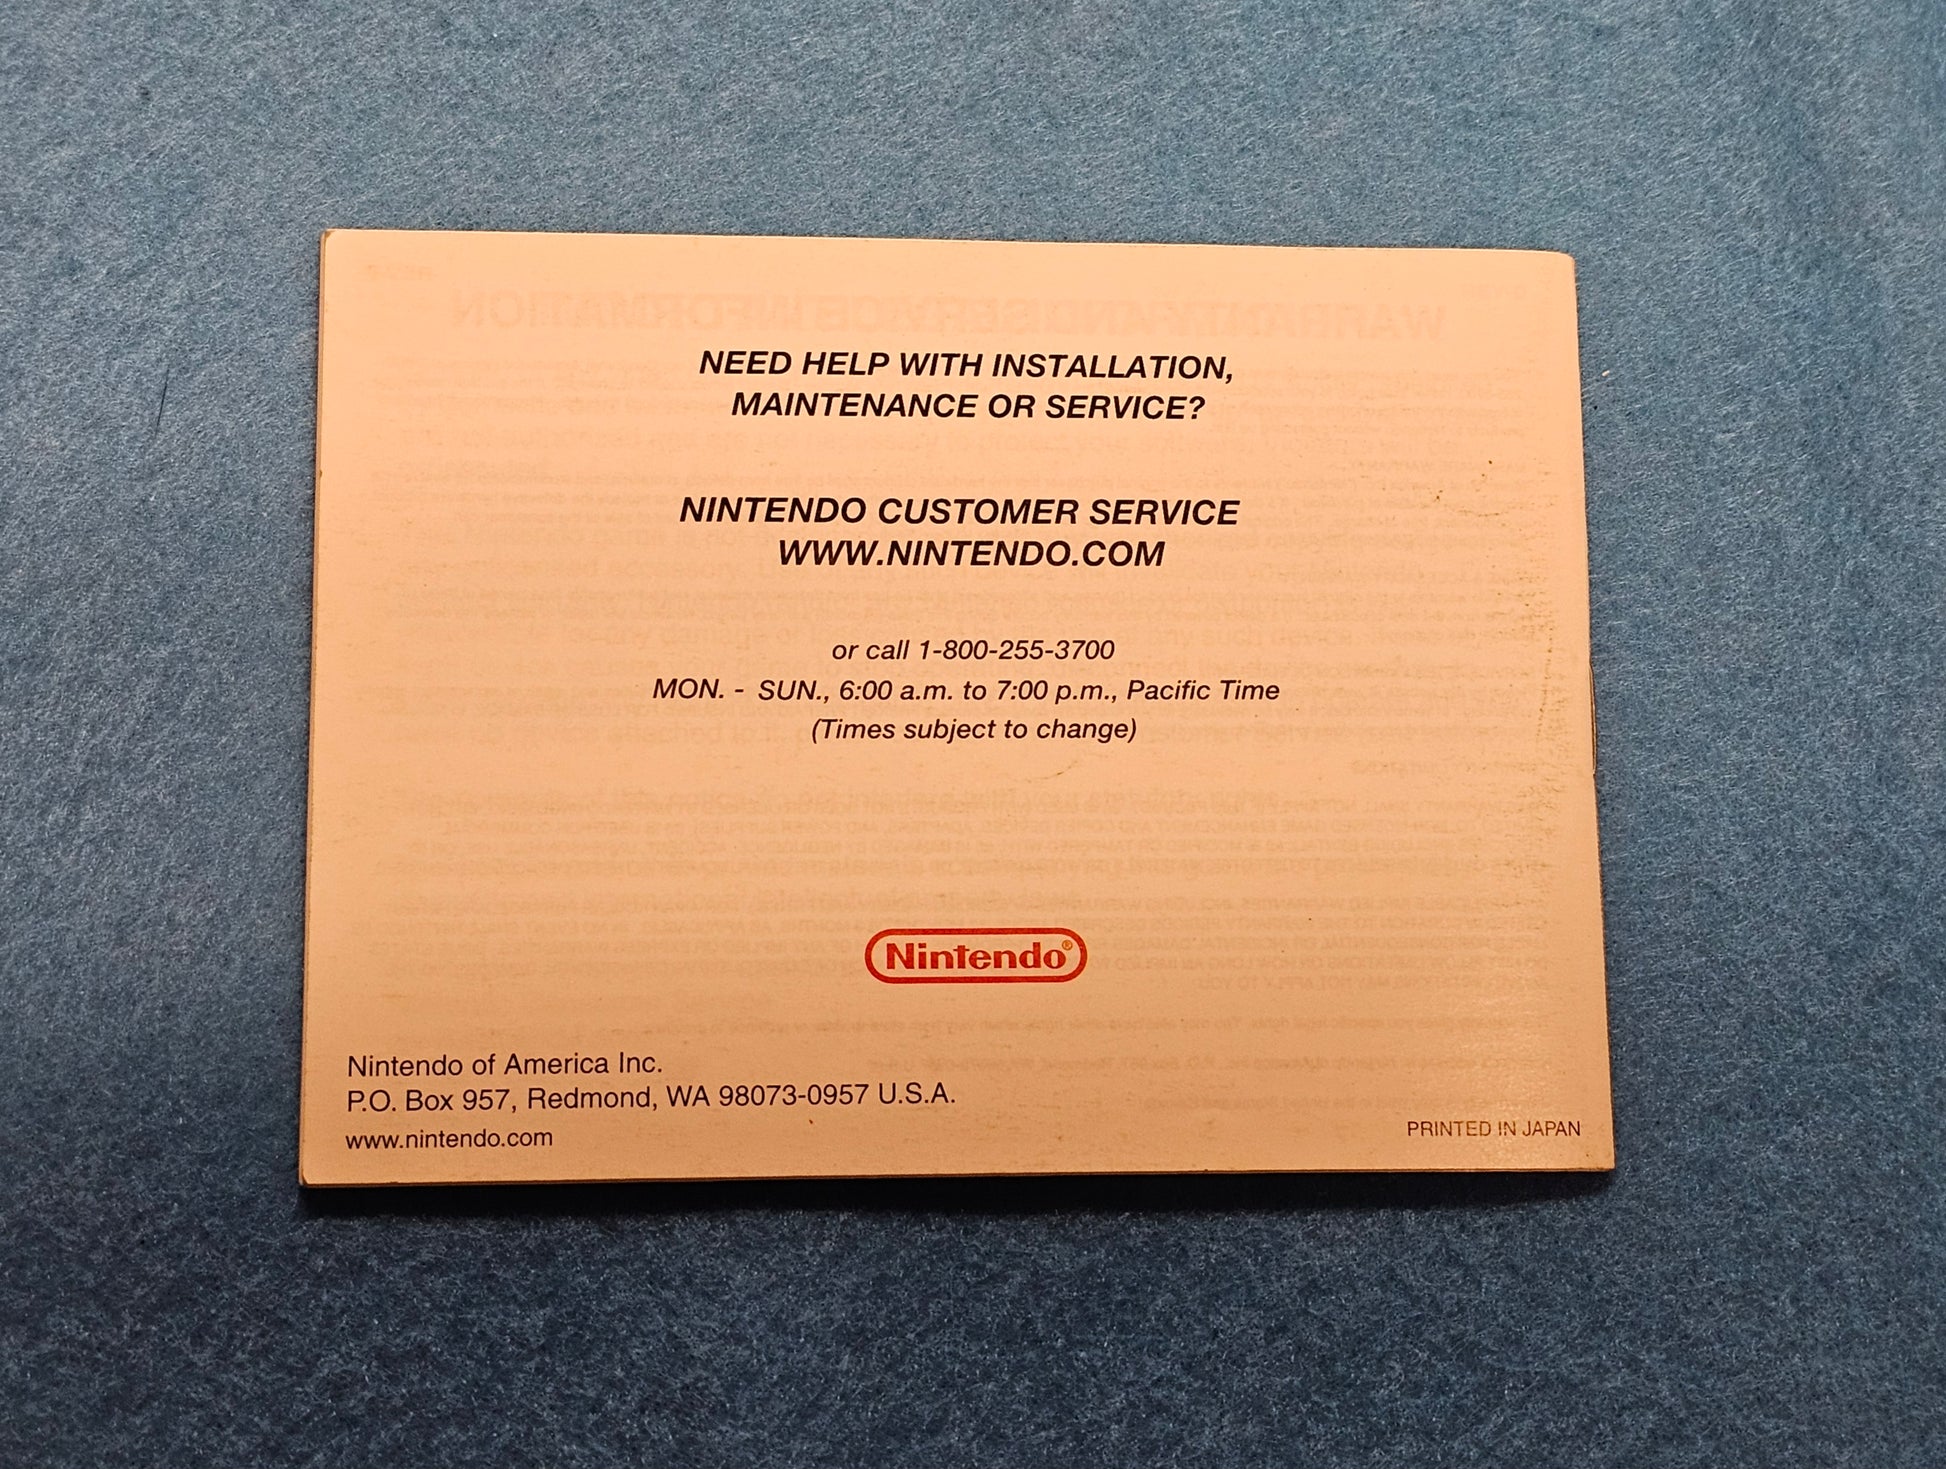 NEED HELP WITH INSTALLATION,
MAINTENANCE OR SERVICE?
NINTENDO CUSTOMER SERVICE
WWW.NINTENDO.COM
or call 1-800-255-3700
MON. - SUN., 6:00 a.m. to 7:00 p.m., Pacific Time
(Times subject to change)
Nintendo®
Nintendo of America Inc.
P.O. Box 957, Redmond, WA 98073-0957 U.S.A.
www.nintendo.com
PRINTED IN JAPAN